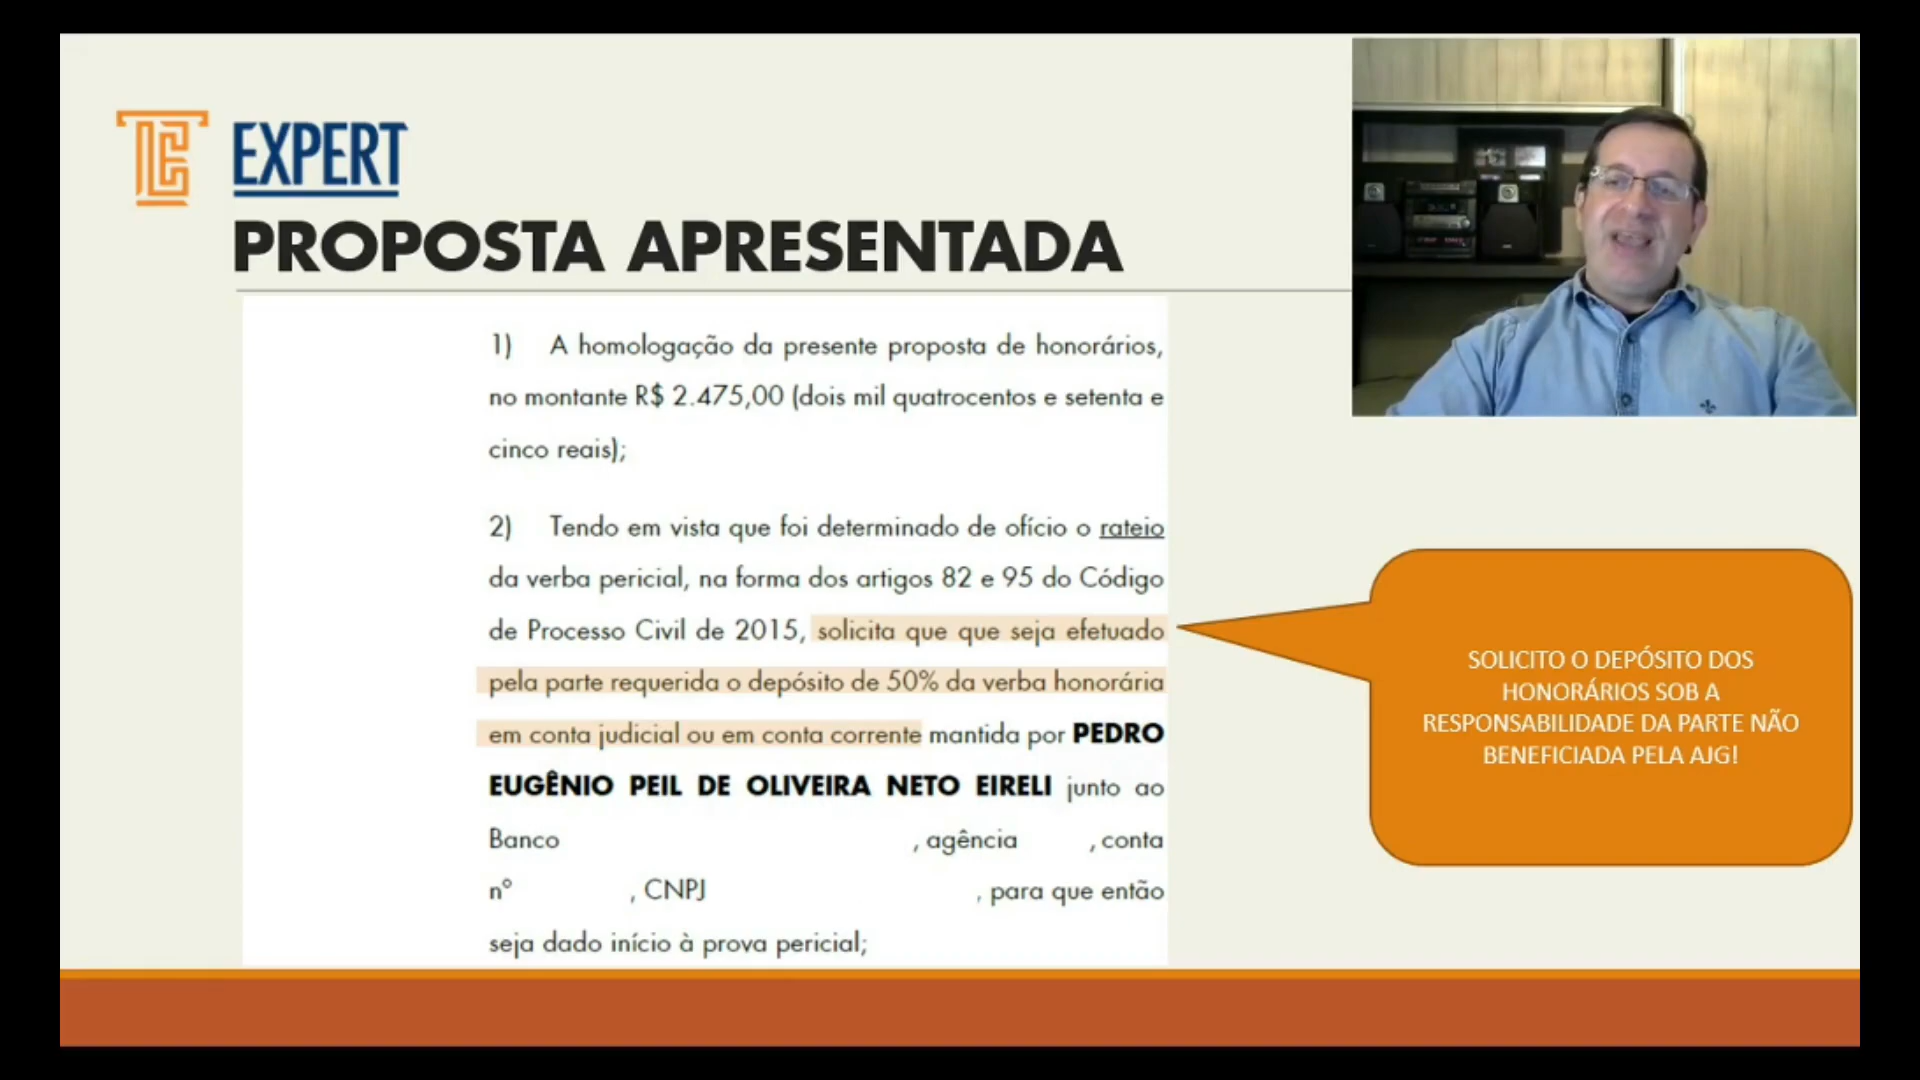 EXPERT
PROPOSTA APRESENTADA
1) A homologação da presente proposta de honorários,
no montante R$ 2.475,00 (dois mil quatrocentos e setenta e
cinco reais);
2) Tendo em vista que foi determinado de ofício o rateio
da verba pericial, na forma dos artigos 82 e 95 do Código
de Processo Civil de 2015, solicita que que seja efetuado
pela parte requerida o depósito de 50% da verba honorária
em conta judicial ou em conta corrente mantida por PEDRO
EUGÊNIO PEIL DE OLIVEIRA NETO EIRELI junto ao
Banco , agência , conta
nº , CNPJ , para que então
seja dado início à prova pericial;
SOLICITO O DEPÓSITO DOS
HONORÁRIOS SOB A
RESPONSABILIDADE DA PARTE NÃO
BENEFICIADA PELA AJG!